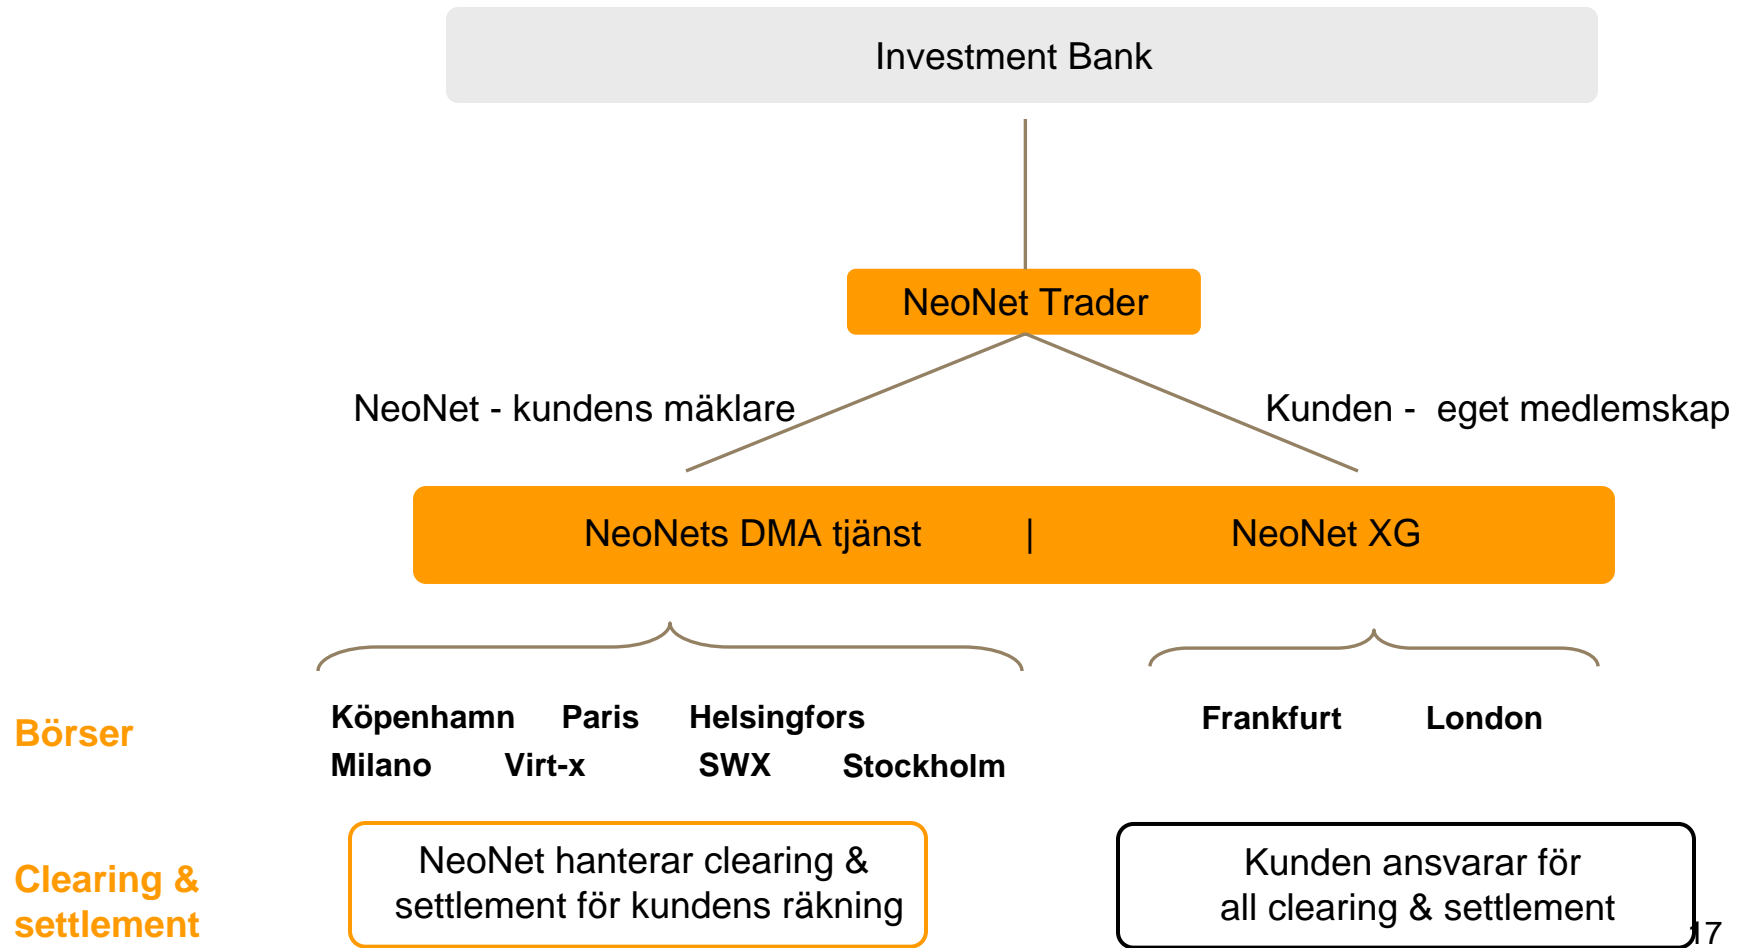 Investment Bank
NeoNet Trader
NeoNet - kundens mäklare
Kunden - eget medlemskap
NeoNets DMA tjänst | NeoNet XG
Börser
Köpenhamn Paris Helsingfors
Milano Virt-x SWX Stockholm
Frankfurt London
Clearing &
settlement
NeoNet hanterar clearing &
settlement för kundens räkning
Kunden ansvarar för
all clearing & settlement
17